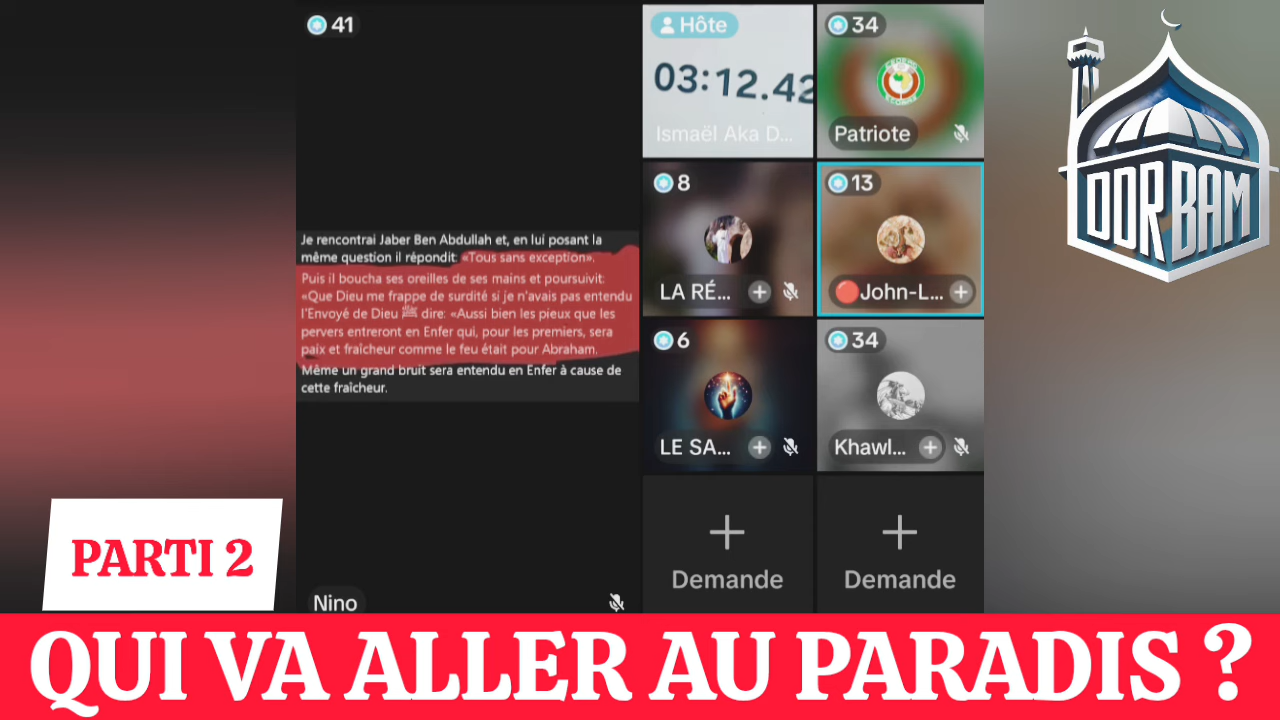 41
Hôte
03:12.42
Ismaël Aka D...
34
Patriote
8
LA RÉ...
13
John-L...
6
LE SA...
34
Khawl...
Je rencontrai Jaber Ben Abdullah et, en lui posant la
même question il répondit: «Tous sans exception».
Puis il boucha ses oreilles de ses mains et poursuivit:
«Que Dieu me frappe de surdité si je n'avais pas entendu
l'Envoyé de Dieu ﷺ dire: «Aussi bien les pieux que les
pervers entreront en Enfer qui, pour les premiers, sera
paix et fraîcheur comme le feu était pour Abraham.
Même un grand bruit sera entendu en Enfer à cause de
cette fraîcheur.
Demande
Demande
Nino
DDR BAM
PARTI 2
QUI VA ALLER AU PARADIS ?